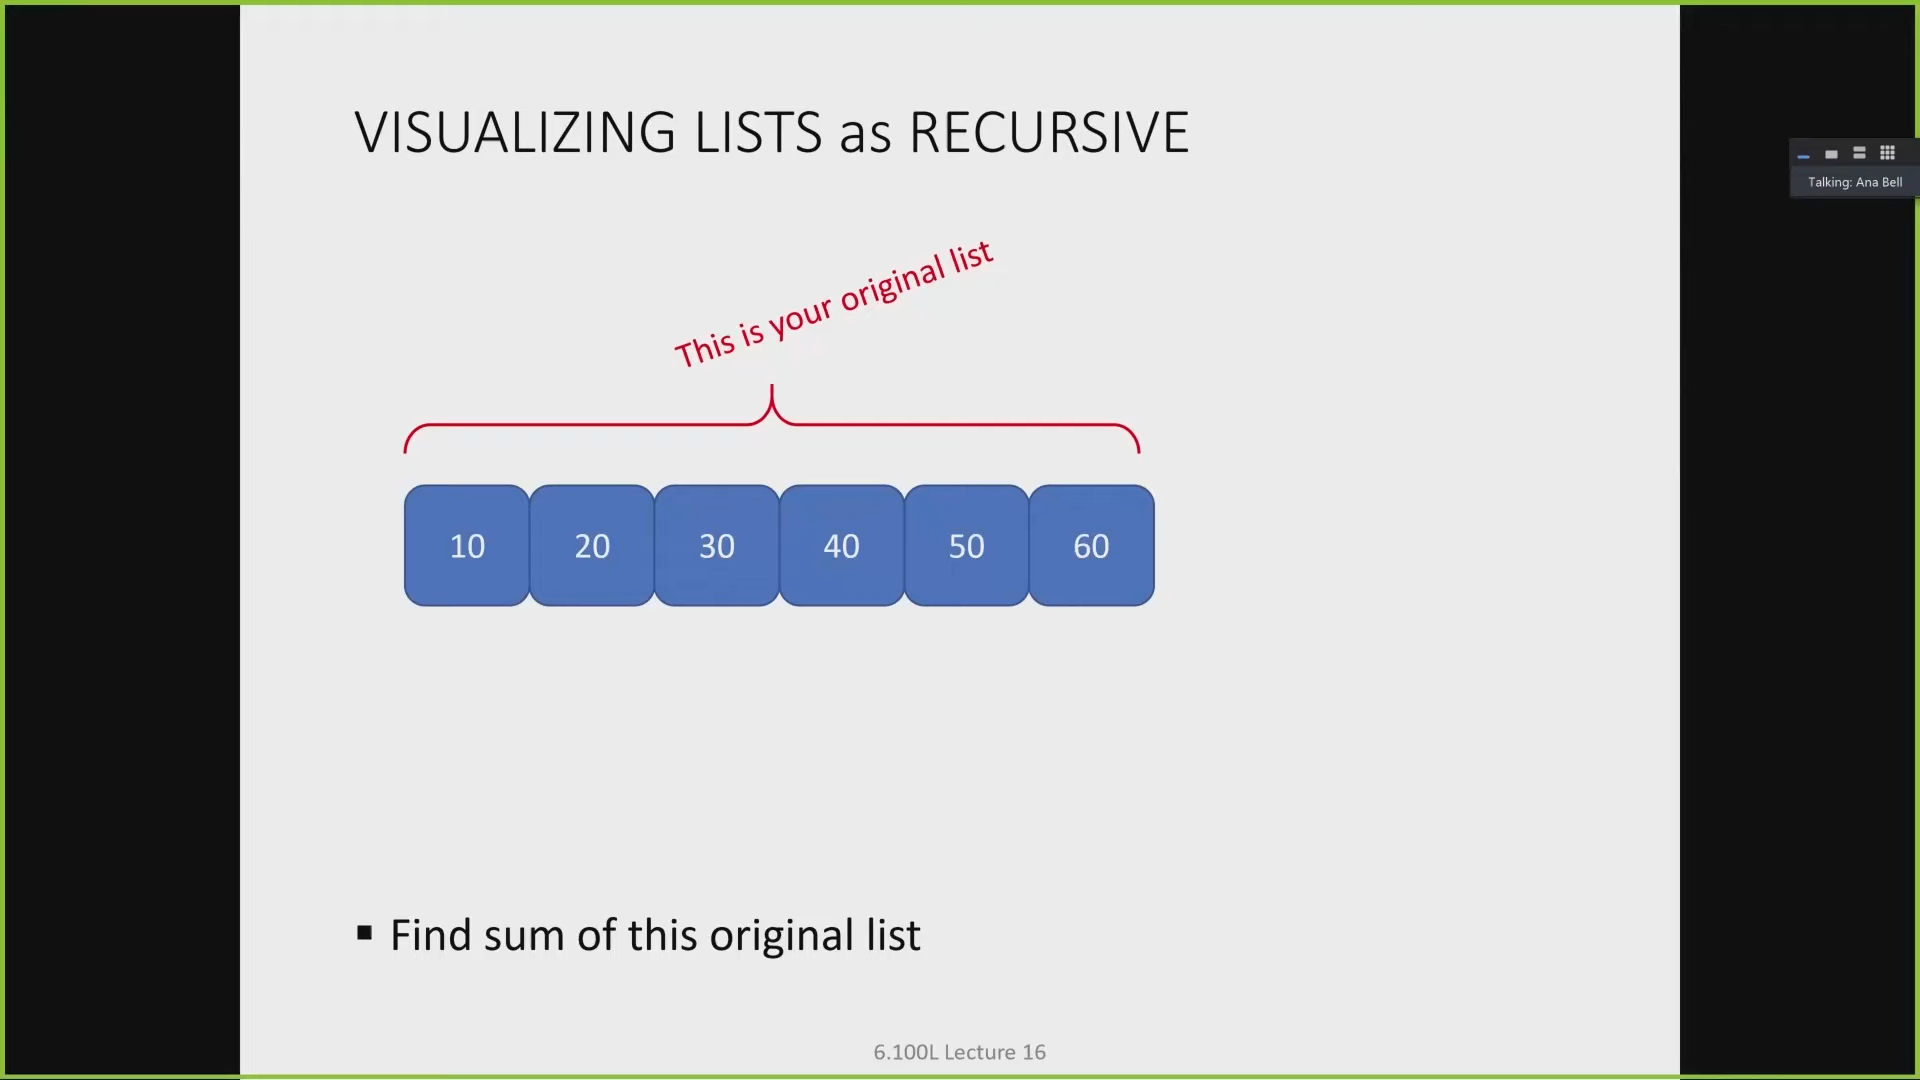 VISUALIZING LISTS as RECURSIVE
Talking: Ana Bell
This is your original list
10 20 30 40 50 60
▪ Find sum of this original list
6.100L Lecture 16